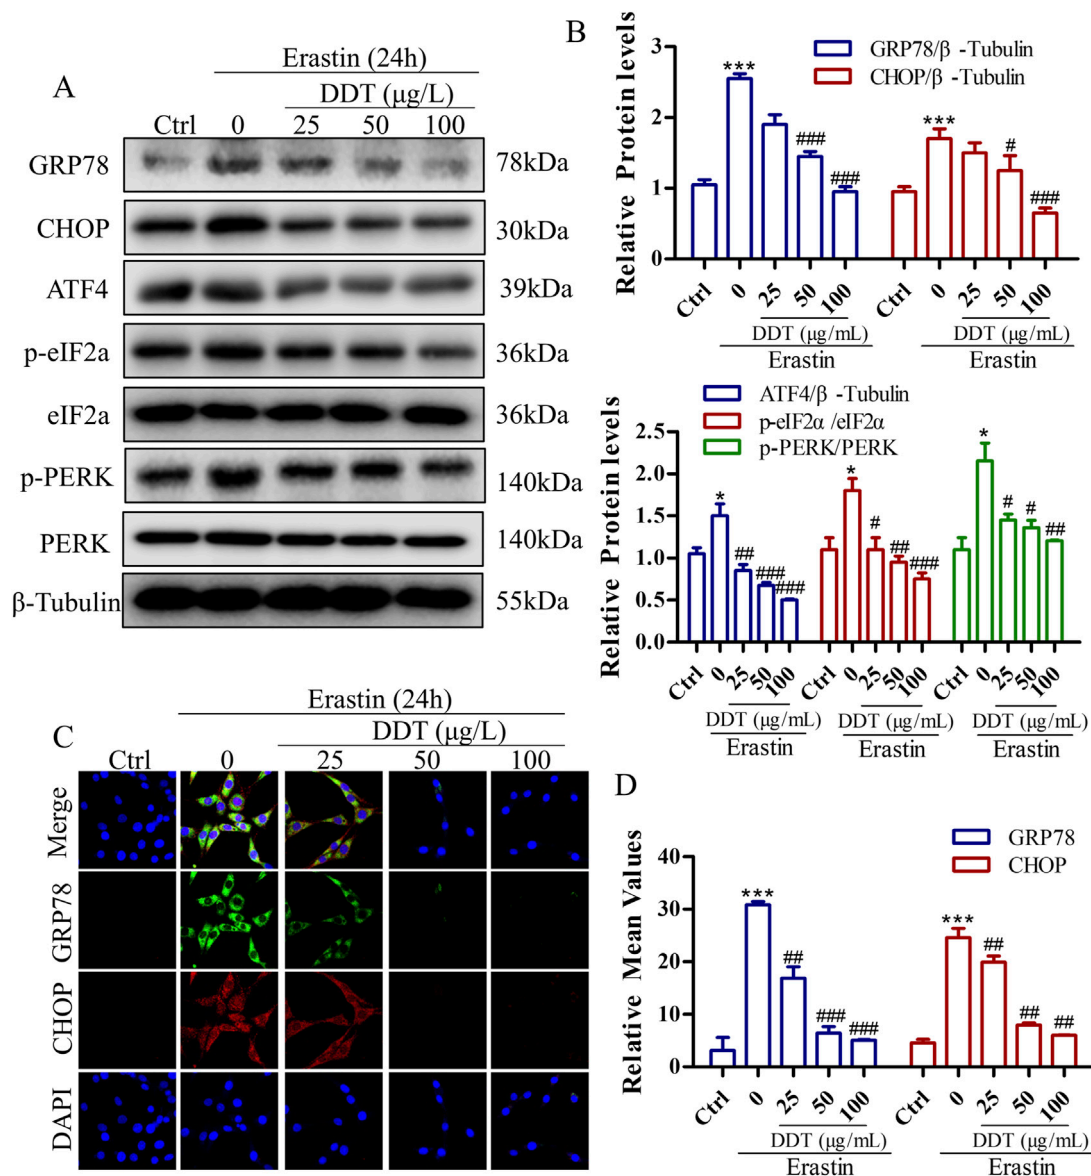 A
Erastin (24h)
DDT (μg/L)
Ctrl 0 25 50 100
GRP78 78kDa
CHOP 30kDa
ATF4 39kDa
p-eIF2a 36kDa
eIF2a 36kDa
p-PERK 140kDa
PERK 140kDa
β-Tubulin 55kDa
B
GRP78/β -Tubulin
CHOP/β -Tubulin
Relative Protein levels
3
2
1
0
*** ### ###
*** # ###
Ctrl 0 25 50 100 Ctrl 0 25 50 100
DDT (μg/mL) DDT (μg/mL)
Erastin Erastin
ATF4/β -Tubulin
p-eIF2α /eIF2α
p-PERK/PERK
Relative Protein levels
2.5
2.0
1.5
1.0
0.5
0.0
* ## ### ###
* # ## ###
* # # ##
Ctrl 0 25 50 100 Ctrl 0 25 50 100 Ctrl 0 25 50 100
DDT (μg/mL) DDT (μg/mL) DDT (μg/mL)
Erastin Erastin Erastin
C
Erastin (24h)
DDT (μg/L)
Ctrl 0 25 50 100
Merge
GRP78
CHOP
DAPI
D
GRP78
CHOP
Relative Mean Values
40
30
20
10
0
*** ## ### ###
*** ## ## ##
Ctrl 0 25 50 100 Ctrl 0 25 50 100
DDT (μg/mL) DDT (μg/mL)
Erastin Erastin